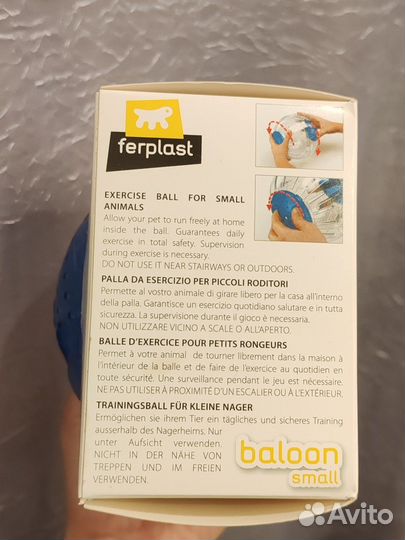 ferplast
EXERCISE BALL FOR SMALL
ANIMALS
Allow your pet to run freely at home
inside the ball. Guarantees daily
exercise in total safety. Supervision
during exercise is necessary.
DO NOT USE IT NEAR STAIRWAYS OR OUTDOORS.
PALLA DA ESERCIZIO PER PICCOLI RODITORI
Permette al vostro animale di girare libero per la casa all'interno
della palla. Garantisce un esercizio quotidiano salutare e in tutta
sicurezza. La supervisione durante il gioco è necessaria.
NON UTILIZZARE VICINO A SCALE O ALL'APERTO.
BALLE D'EXERCICE POUR PETITS RONGEURS
Permet à votre animal de tourner librement dans la maison à
l'intérieur de la balle et de faire de l'exercice au quotidien en
toute sécurité. Une surveillance pendant le jeu est nécessaire.
NE PAS UTILISER À PROXIMITÉ D'UN ESCALIER OU À L'EXTÉRIEUR.
TRAININGSBALL FÜR KLEINE NAGER
Ermöglichen sie ihrem Tier ein tägliches und sicheres Training
ausserhalb des Nagerheims. Nur
unter Aufsicht verwenden.
NICHT IN DER NÄHE VON
TREPPEN UND IM FREIEN
VERWENDEN.
baloon
small
Avito